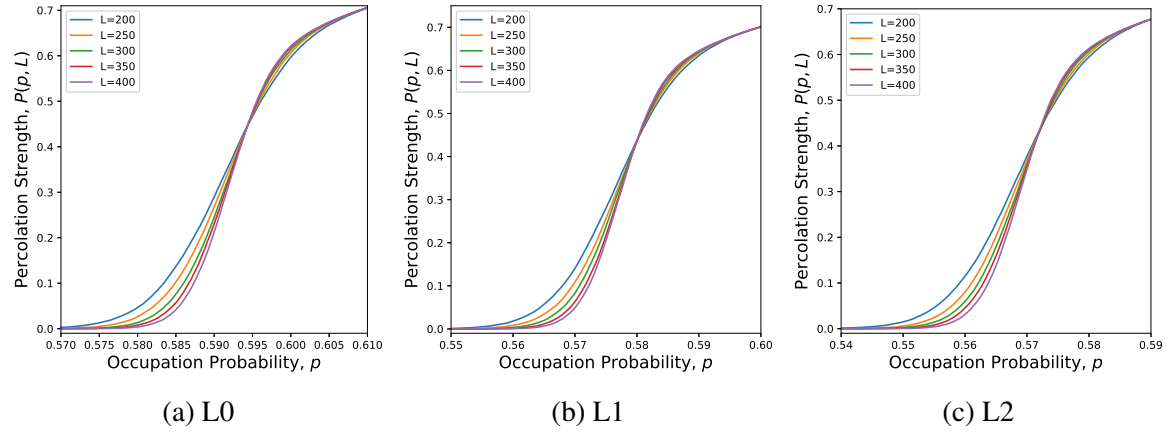 Percolation Strength, P(p, L)
0.7
0.6
0.5
0.4
0.3
0.2
0.1
0.0
L=200
L=250
L=300
L=350
L=400
0.570 0.575 0.580 0.585 0.590 0.595 0.600 0.605 0.610
Occupation Probability, p
(a) L0
Percolation Strength, P(p, L)
0.7
0.6
0.5
0.4
0.3
0.2
0.1
0.0
L=200
L=250
L=300
L=350
L=400
0.55 0.56 0.57 0.58 0.59 0.60
Occupation Probability, p
(b) L1
Percolation Strength, P(p, L)
0.7
0.6
0.5
0.4
0.3
0.2
0.1
0.0
L=200
L=250
L=300
L=350
L=400
0.54 0.55 0.56 0.57 0.58 0.59
Occupation Probability, p
(c) L2